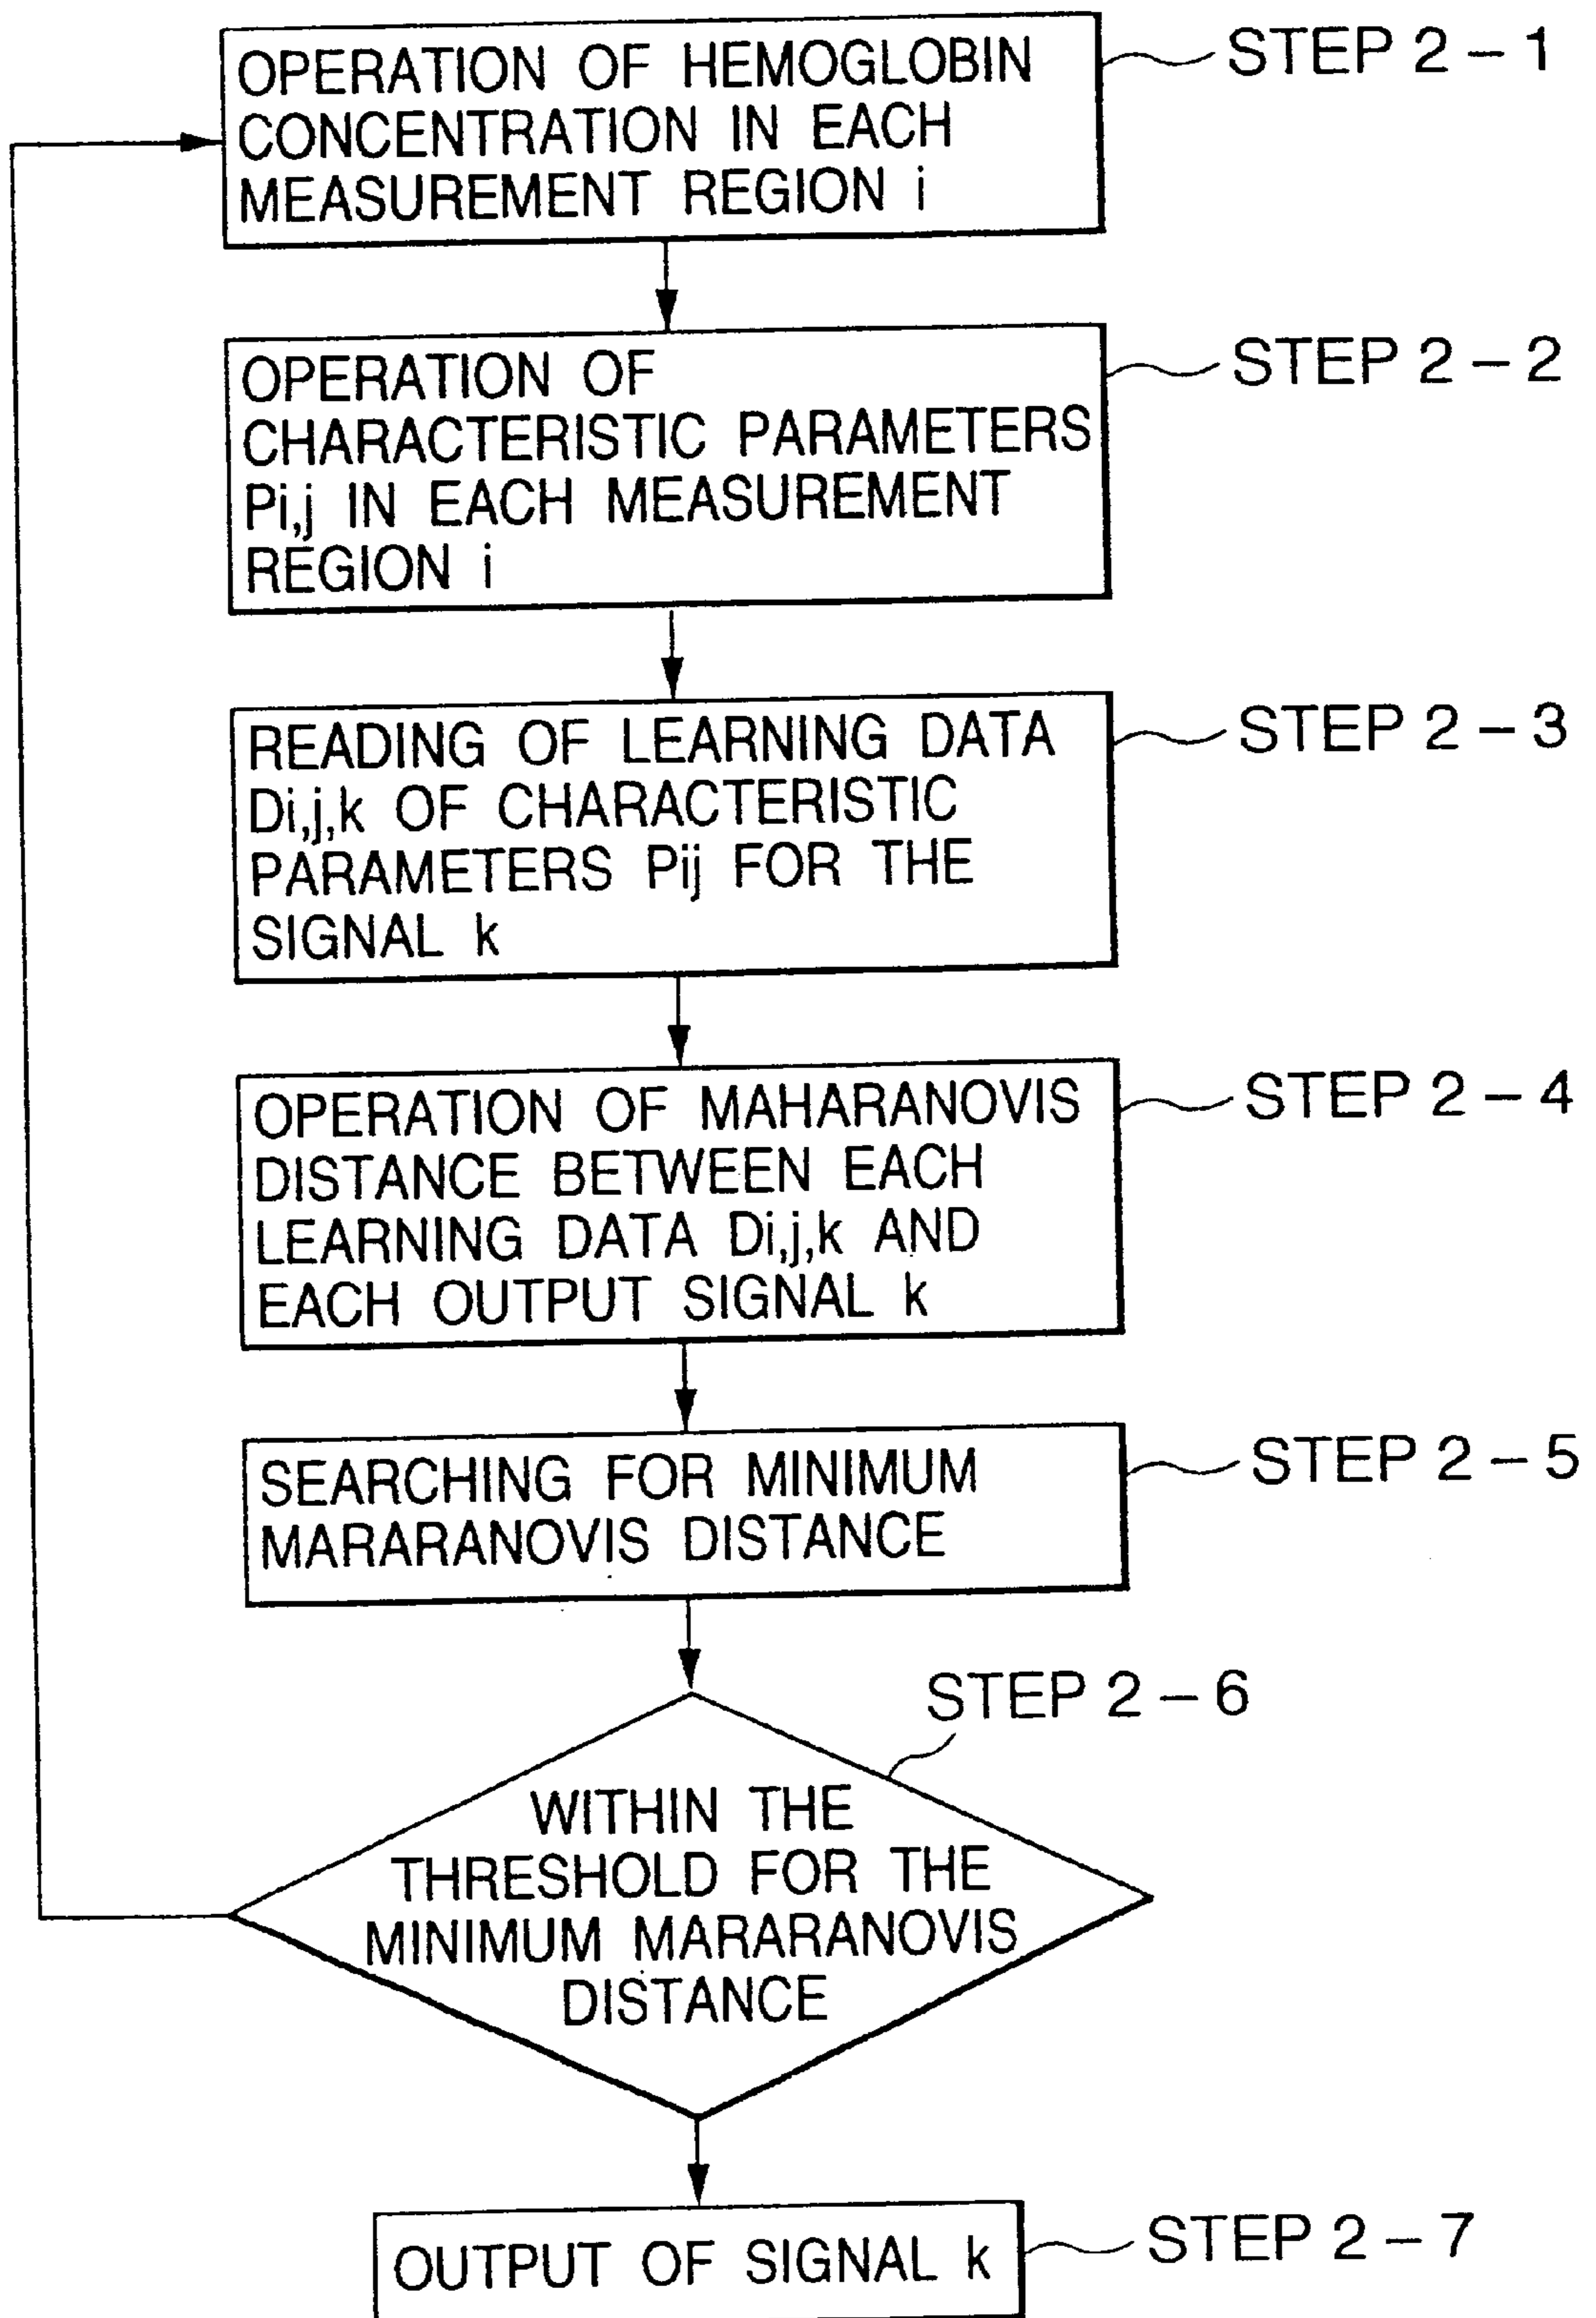 OPERATION OF HEMOGLOBIN
CONCENTRATION IN EACH
MEASUREMENT REGION i
STEP 2 – 1
OPERATION OF
CHARACTERISTIC PARAMETERS
Pi,j IN EACH MEASUREMENT
REGION i
STEP 2 – 2
READING OF LEARNING DATA
Di,j,k OF CHARACTERISTIC
PARAMETERS Pij FOR THE
SIGNAL k
STEP 2 – 3
OPERATION OF MAHARANOVIS
DISTANCE BETWEEN EACH
LEARNING DATA Di,j,k AND
EACH OUTPUT SIGNAL k
STEP 2 – 4
SEARCHING FOR MINIMUM
MARARANOVIS DISTANCE
STEP 2 – 5
STEP 2 – 6
WITHIN THE
THRESHOLD FOR THE
MINIMUM MARARANOVIS
DISTANCE
OUTPUT OF SIGNAL k
STEP 2 – 7